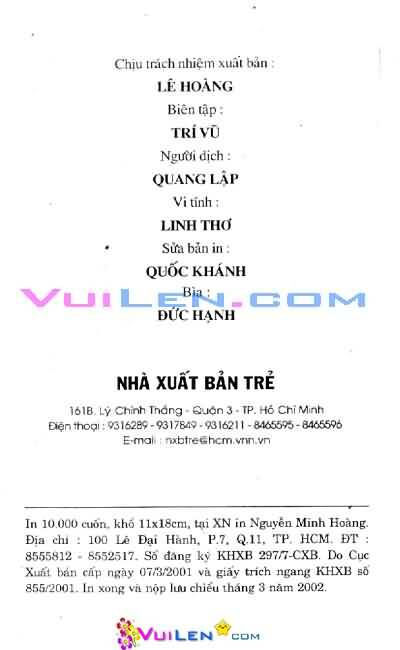 Chịu trách nhiệm xuất bản :
LÊ HOÀNG
Biên tập :
TRÍ VŨ
Người dịch :
QUANG LẬP
Vi tính :
LINH THƠ
Sửa bản in :
QUỐC KHÁNH
VuiLen.com
Bìa :
ĐỨC HẠNH
NHÀ XUẤT BẢN TRẺ
161B, Lý Chính Thắng - Quận 3 - TP. Hồ Chí Minh
Điện thoại : 9316289 - 9317849 - 9316211 - 8465595 - 8465596
E-mail : nxbtre@hcm.vnn.vn
In 10.000 cuốn, khổ 11x18cm, tại XN in Nguyễn Minh Hoàng.
Địa chỉ : 100 Lê Đại Hành, P.7, Q.11, TP. HCM. ĐT :
8555812 - 8552517. Số đăng ký KHXB 297/7-CXB. Do Cục
Xuất bản cấp ngày 07/3/2001 và giấy trích ngang KHXB số
855/2001. In xong và nộp lưu chiểu tháng 3 năm 2002.
VuiLen.com